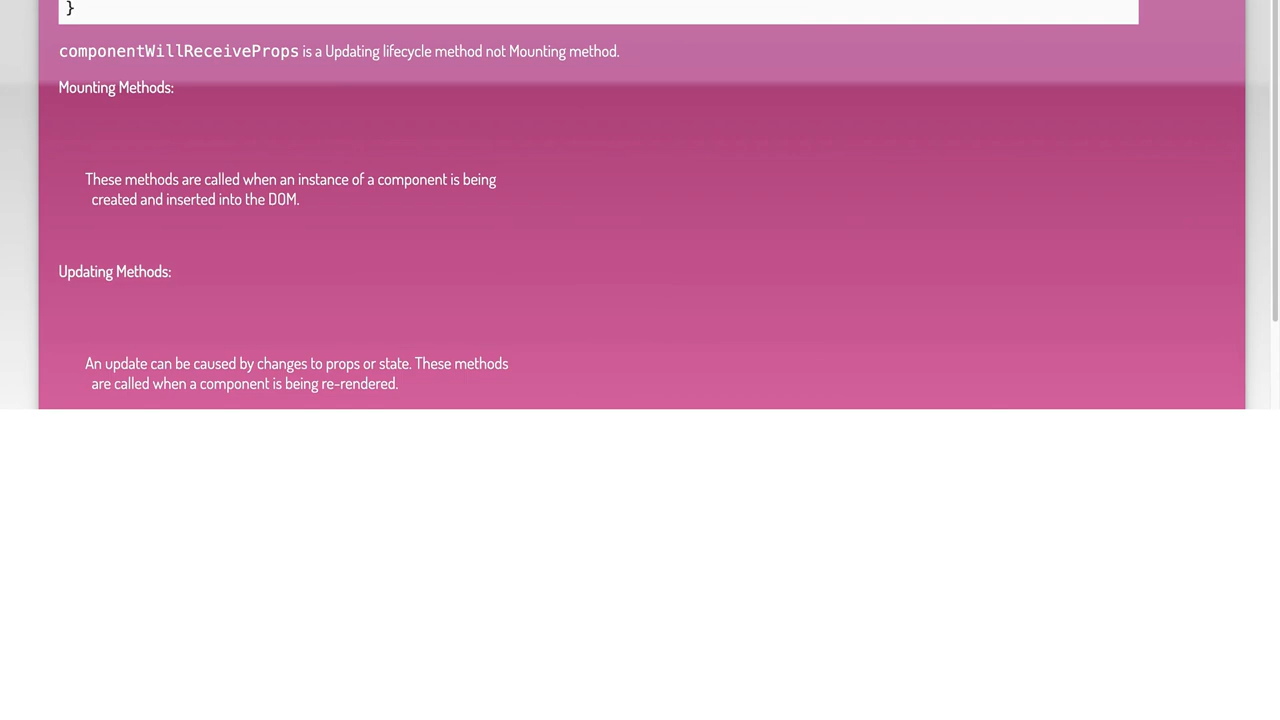 }
componentWillReceiveProps is a Updating lifecycle method not Mounting method.
Mounting Methods:
These methods are called when an instance of a component is being
created and inserted into the DOM.
Updating Methods:
An update can be caused by changes to props or state. These methods
are called when a component is being re-rendered.